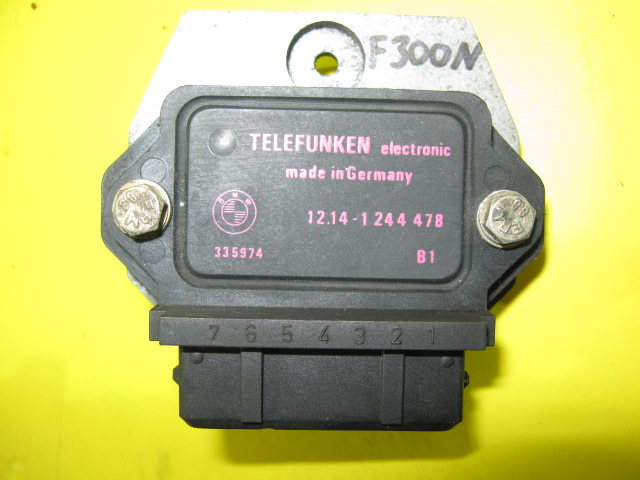 F300N
TELEFUNKEN electronic
made in Germany
BMW
12.14-1 244 478
335974 B1
7 6 5 4 3 2 1